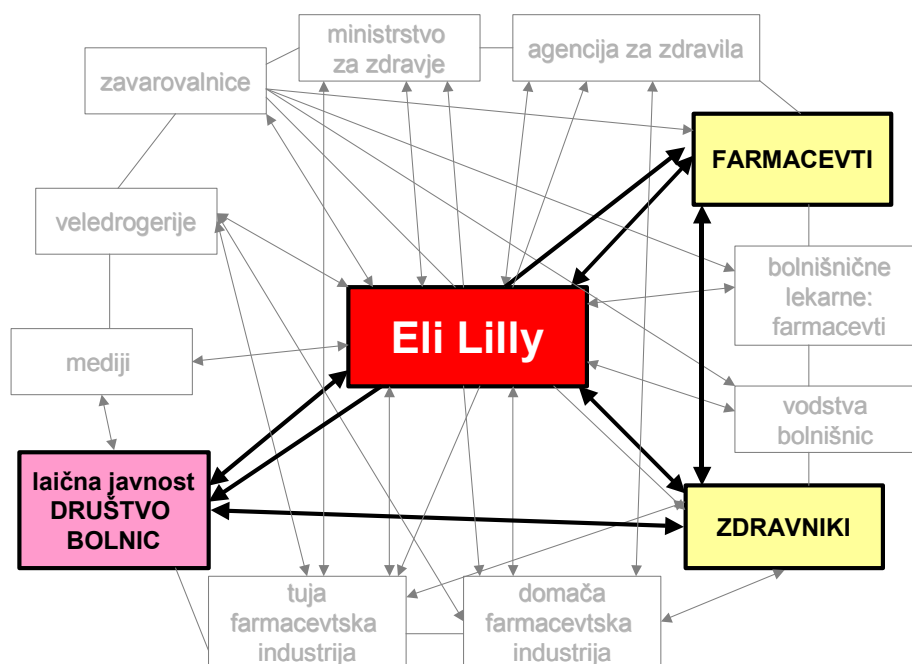 ministrstvo
za zdravje
agencija za zdravila
zavarovalnice
FARMACEVTI
veledrogerije
bolnišnične
lekarne:
farmacevti
Eli Lilly
mediji
vodstva
bolnišnic
laična javnost
DRUŠTVO
BOLNIC
ZDRAVNIKI
tuja
farmacevtska
industrija
domača
farmacevtska
industrija